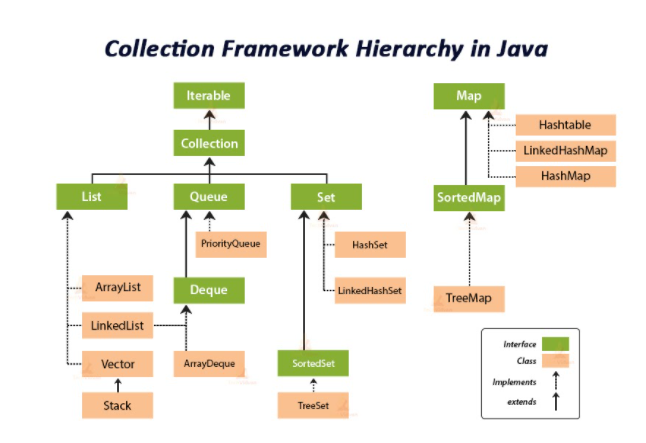 Collection Framework Hierarchy in Java
Iterable
Map
Hashtable
Collection
LinkedHashMap
HashMap
List
Queue
Set
SortedMap
PriorityQueue
HashSet
ArrayList
Deque
LinkedHashSet
TreeMap
LinkedList
Vector
ArrayDeque
SortedSet
Stack
TreeSet
Interface
Class
Implements
extends